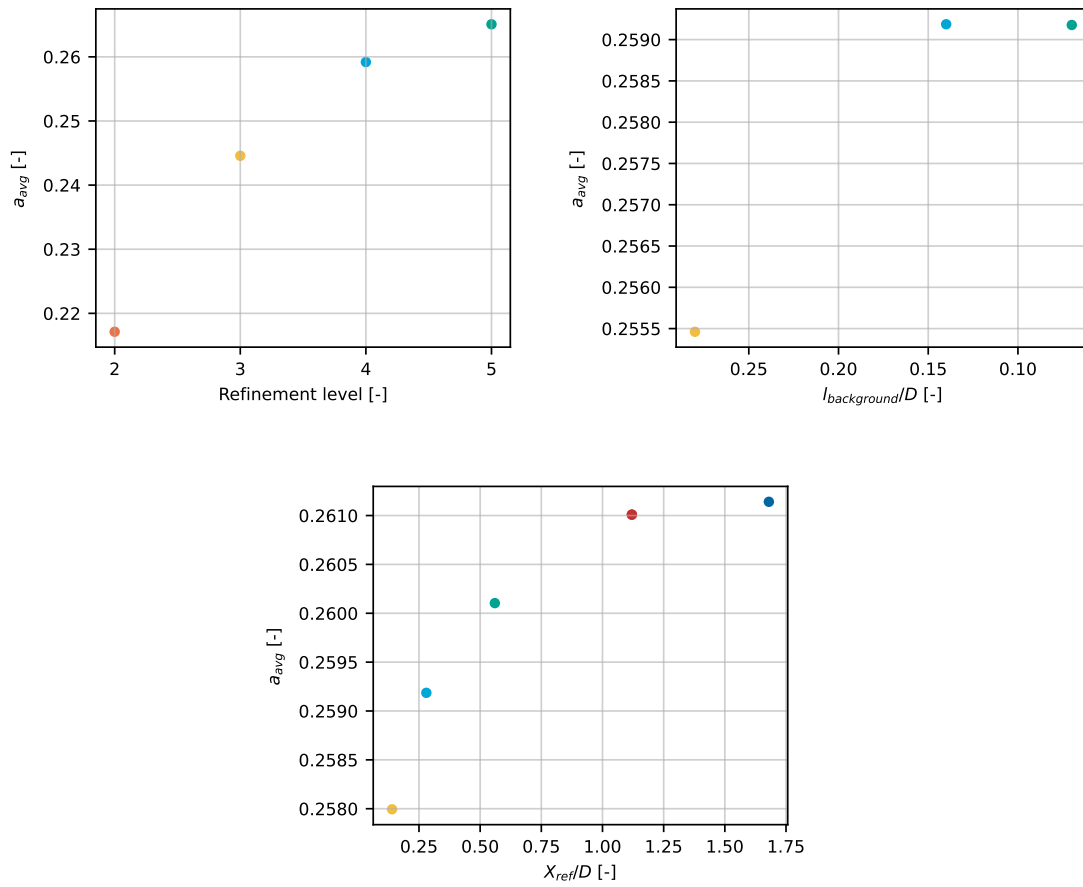 0.26
0.25
0.24
0.23
0.22
a_avg [-]
2 3 4 5
Refinement level [-]
0.2590
0.2585
0.2580
0.2575
0.2570
0.2565
0.2560
0.2555
a_avg [-]
0.25 0.20 0.15 0.10
l_background/D [-]
0.2610
0.2605
0.2600
0.2595
0.2590
0.2585
0.2580
a_avg [-]
0.25 0.50 0.75 1.00 1.25 1.50 1.75
X_ref/D [-]